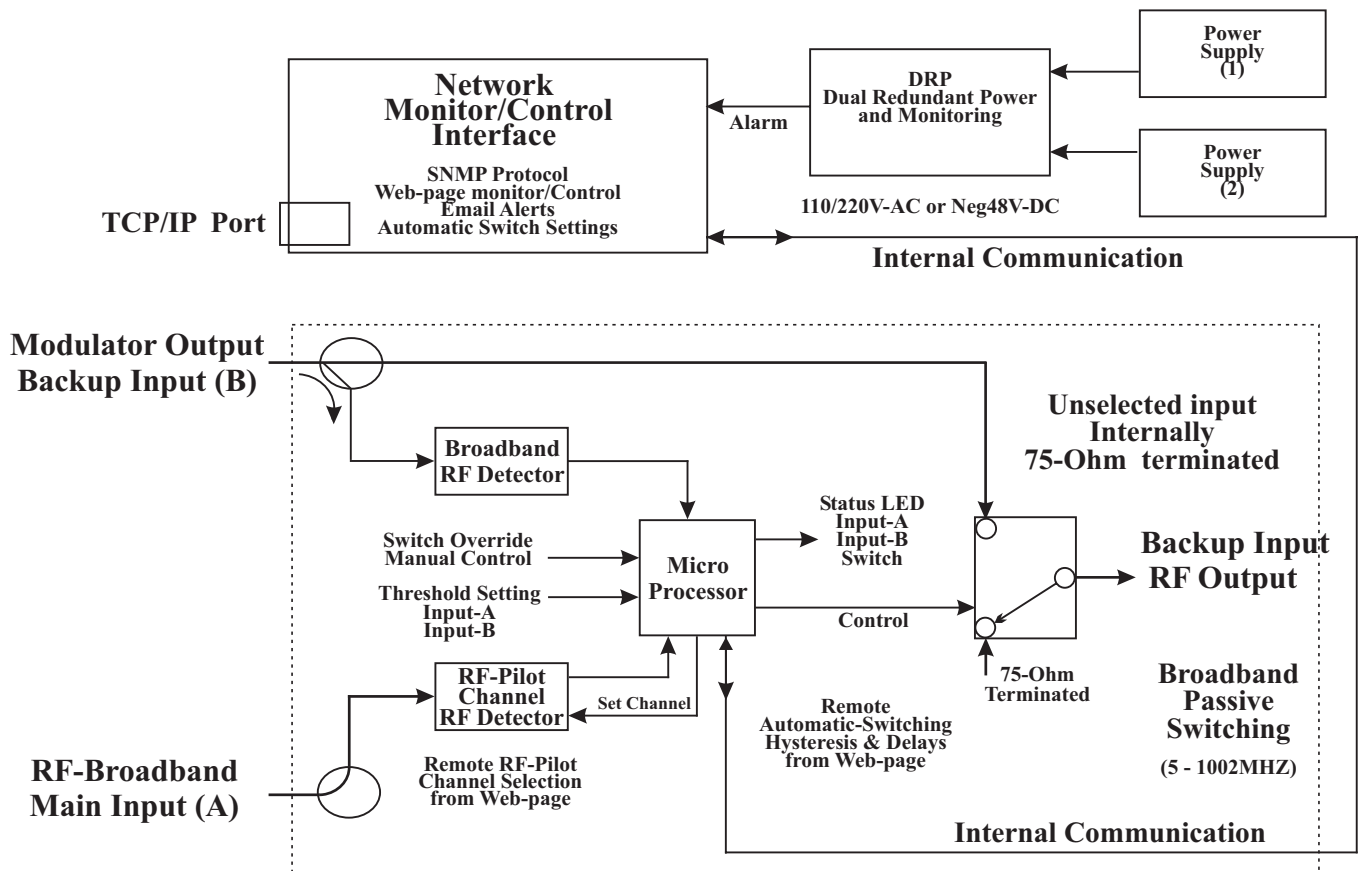 Power
Supply
(1)
Network
Monitor/Control
Interface
SNMP Protocol
Web-page monitor/Control
Email Alerts
Automatic Switch Settings
DRP
Dual Redundant Power
and Monitoring
Alarm
Power
Supply
(2)
110/220V-AC or Neg48V-DC
TCP/IP Port
Internal Communication
Modulator Output
Backup Input (B)
Unselected input
Internally
75-Ohm terminated
Broadband
RF Detector
Status LED
Input-A
Input-B
Switch
Switch Override
Manual Control
Micro
Processor
Backup Input
RF Output
Threshold Setting
Input-A
Input-B
Control
RF-Pilot
Channel
RF Detector
Set Channel
75-Ohm
Terminated
Broadband
Passive
Switching
(5 - 1002MHZ)
Remote
Automatic-Switching
Hysteresis & Delays
from Web-page
Remote RF-Pilot
Channel Selection
from Web-page
RF-Broadband
Main Input (A)
Internal Communication